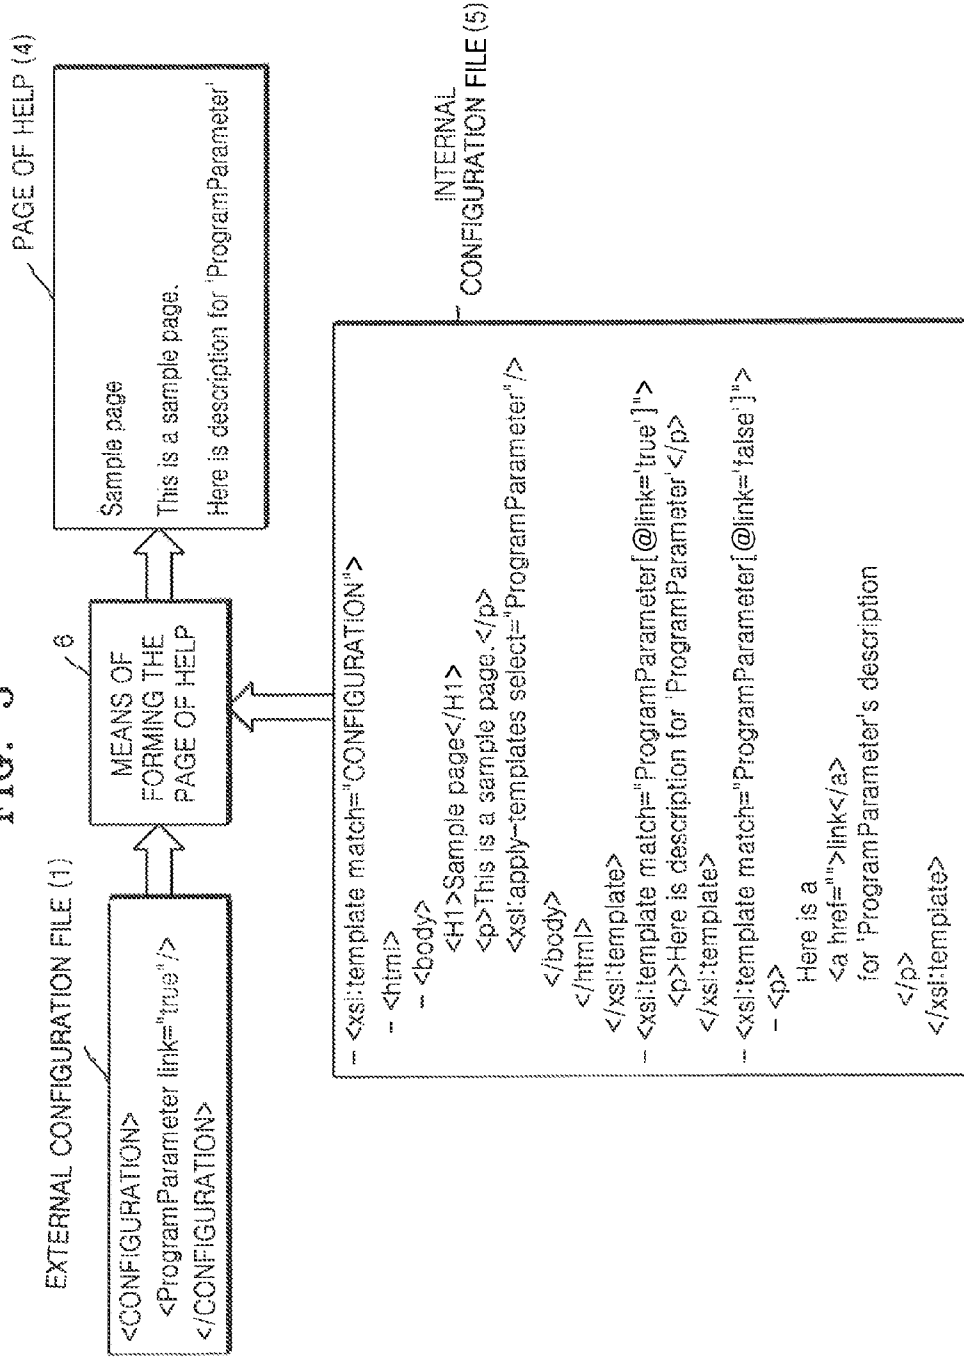 EXTERNAL CONFIGURATION FILE (1)
<CONFIGURATION>
<ProgramParameter link="true"/>
</CONFIGURATION>
6
MEANS OF
FORMING THE
PAGE OF HELP
PAGE OF HELP (4)
Sample page
This is a sample page.
Here is description for 'ProgramParameter'
INTERNAL
CONFIGURATION FILE (5)
– <xsl:template match="CONFIGURATION">
– <html>
– <body>
<H1>Sample page</H1>
<p>This is a sample page.</p>
<xsl:apply-templates select="ProgramParameter"/>
</body>
</html>
</xsl:template>
– <xsl:template match="ProgramParameter[@link='true']">
<p>Here is description for 'ProgramParameter'</p>
</xsl:template>
– <xsl:template match="ProgramParameter[@link='false']">
– <p>
Here is a
<a href="">link</a>
for 'ProgramParameter's description
</p>
</xsl:template>